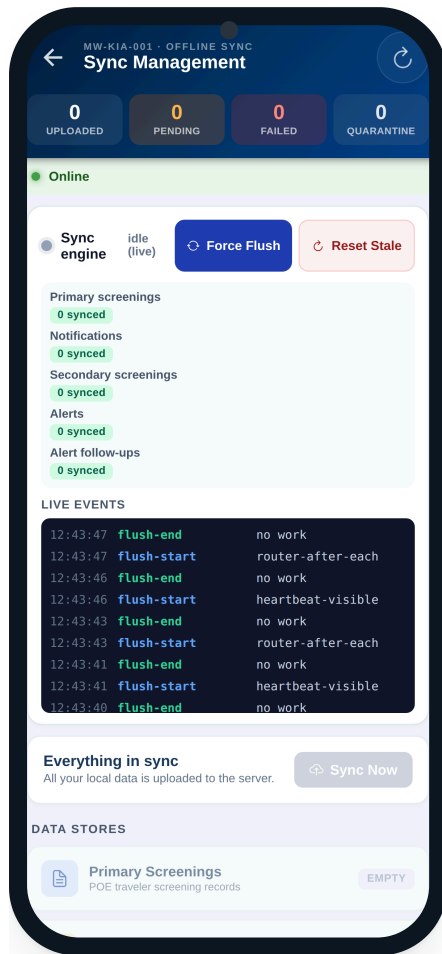 MW-KIA-001 · OFFLINE SYNC
Sync Management
0 0 0 0
UPLOADED PENDING FAILED QUARANTINE
Online
Sync engine
idle (live)
Force Flush
Reset Stale
Primary screenings
0 synced
Notifications
0 synced
Secondary screenings
0 synced
Alerts
0 synced
Alert follow-ups
0 synced
LIVE EVENTS
12:43:47 flush-end no work
12:43:47 flush-start router-after-each
12:43:46 flush-end no work
12:43:46 flush-start heartbeat-visible
12:43:43 flush-end no work
12:43:43 flush-start router-after-each
12:43:41 flush-end no work
12:43:41 flush-start heartbeat-visible
12:43:40 flush-end no work
Everything in sync
All your local data is uploaded to the server.
Sync Now
DATA STORES
Primary Screenings
POE traveler screening records
EMPTY